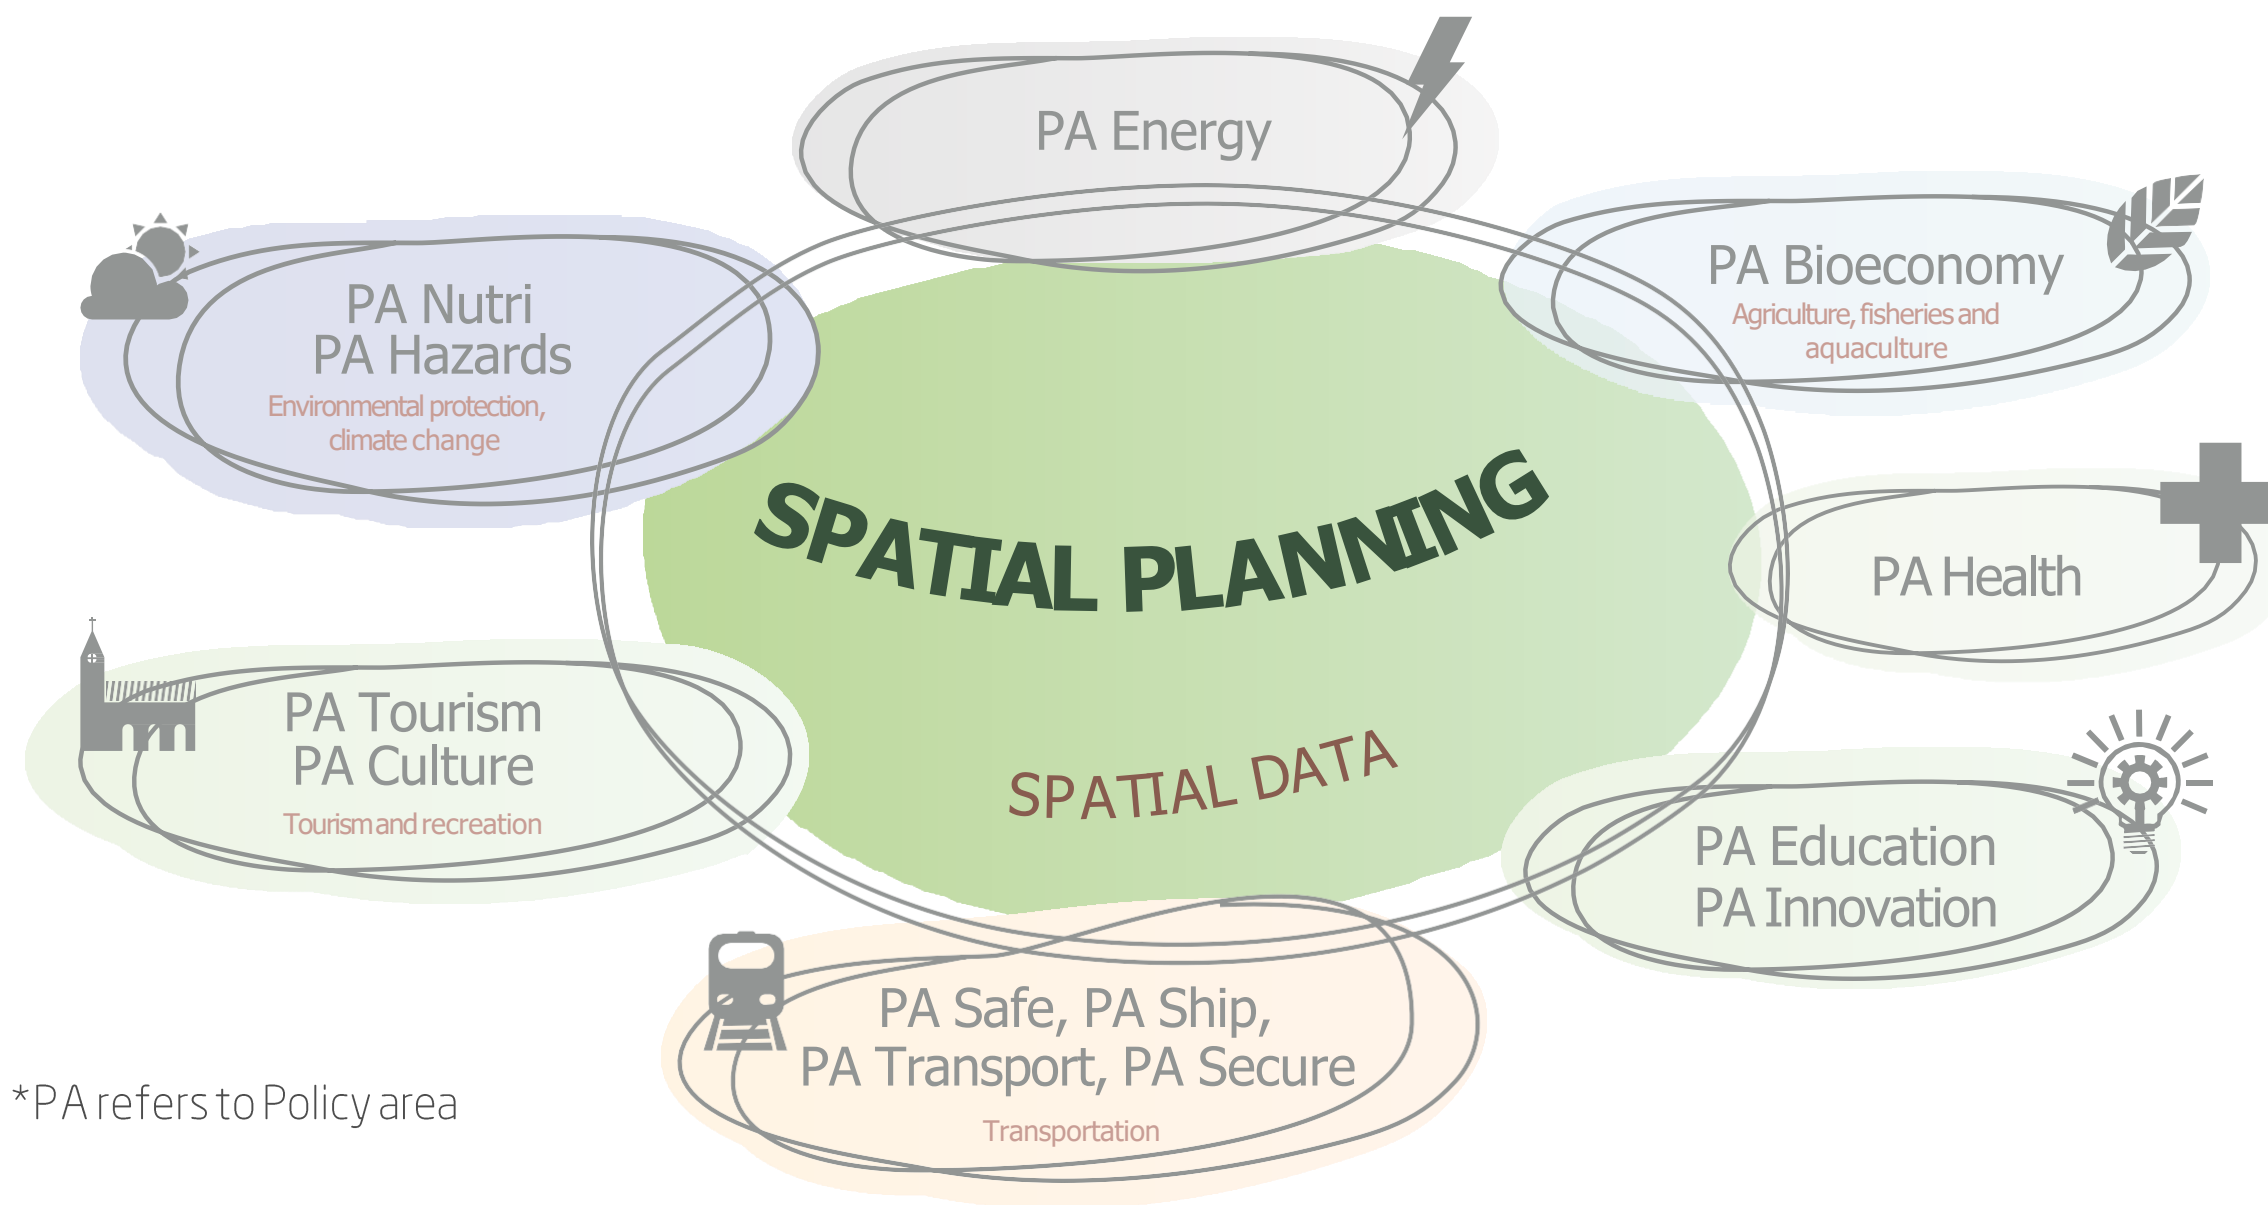 PA Energy
PA Bioeconomy
Agriculture, fisheries and
aquaculture
PA Nutri
PA Hazards
Environmental protection,
climate change
SPATIAL PLANNING
PA Health
PA Tourism
PA Culture
Tourism and recreation
SPATIAL DATA
PA Education
PA Innovation
PA Safe, PA Ship,
PA Transport, PA Secure
Transportation
*PA refers to Policy area